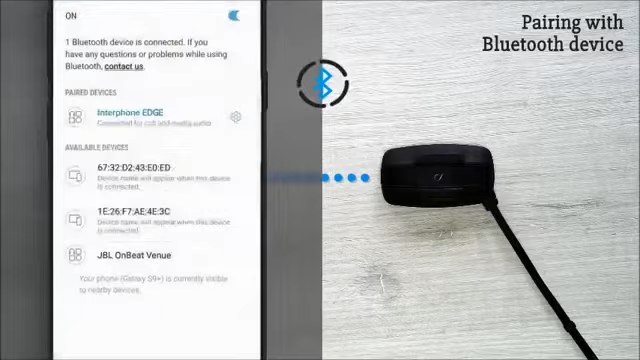 ON
1 Bluetooth device is connected. If you
have any questions or problems while using
Bluetooth, contact us.
PAIRED DEVICES
Interphone EDGE
Connected for call and media audio
AVAILABLE DEVICES
67:32:D2:43:E0:ED
Device name will appear when this device
is connected.
1E:26:F7:AE:4E:3C
Device name will appear when this device
is connected.
JBL OnBeat Venue
Your phone (Galaxy S9+) is currently visible
to nearby devices.
Pairing with
Bluetooth device